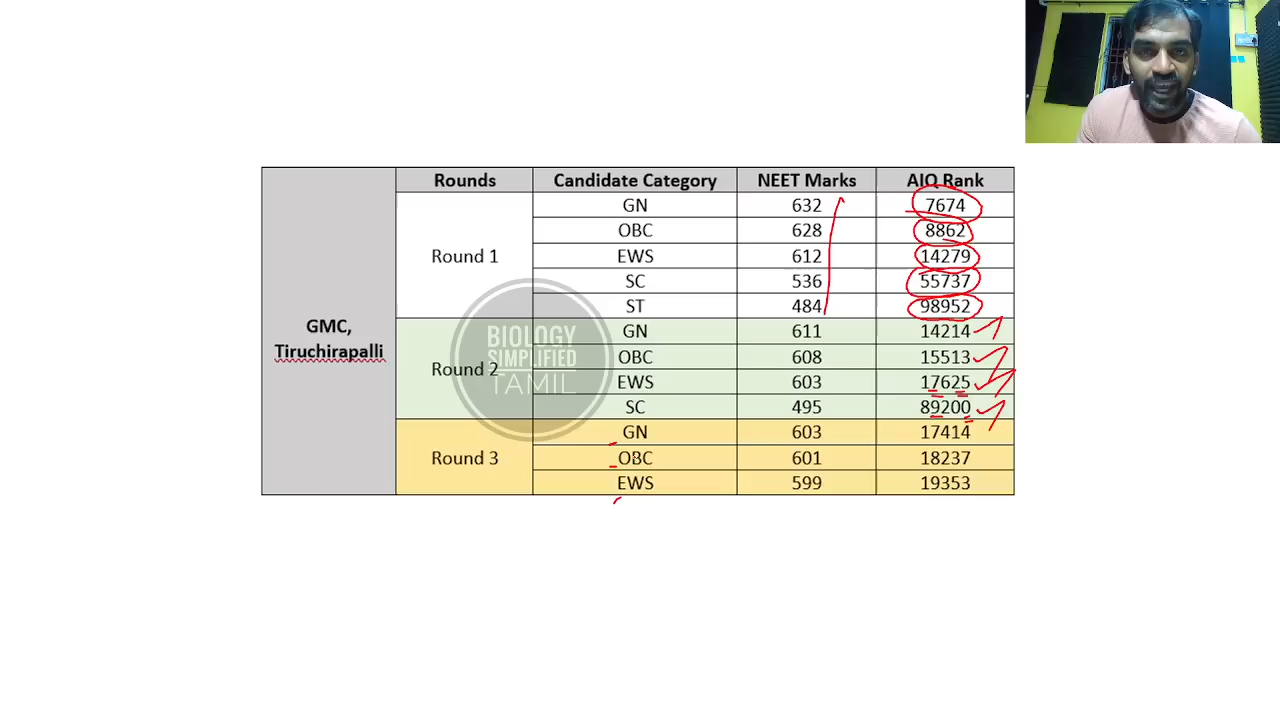 Rounds Candidate Category NEET Marks AIQ Rank
GMC,
Tiruchirapalli
Round 1
GN 632 7674
OBC 628 8862
EWS 612 14279
SC 536 55737
ST 484 98952
Round 2
GN 611 14214
OBC 608 15513
EWS 603 17625
SC 495 89200
Round 3
GN 603 17414
OBC 601 18237
EWS 599 19353
BIOLOGY
SIMPLIFIED
TAMIL